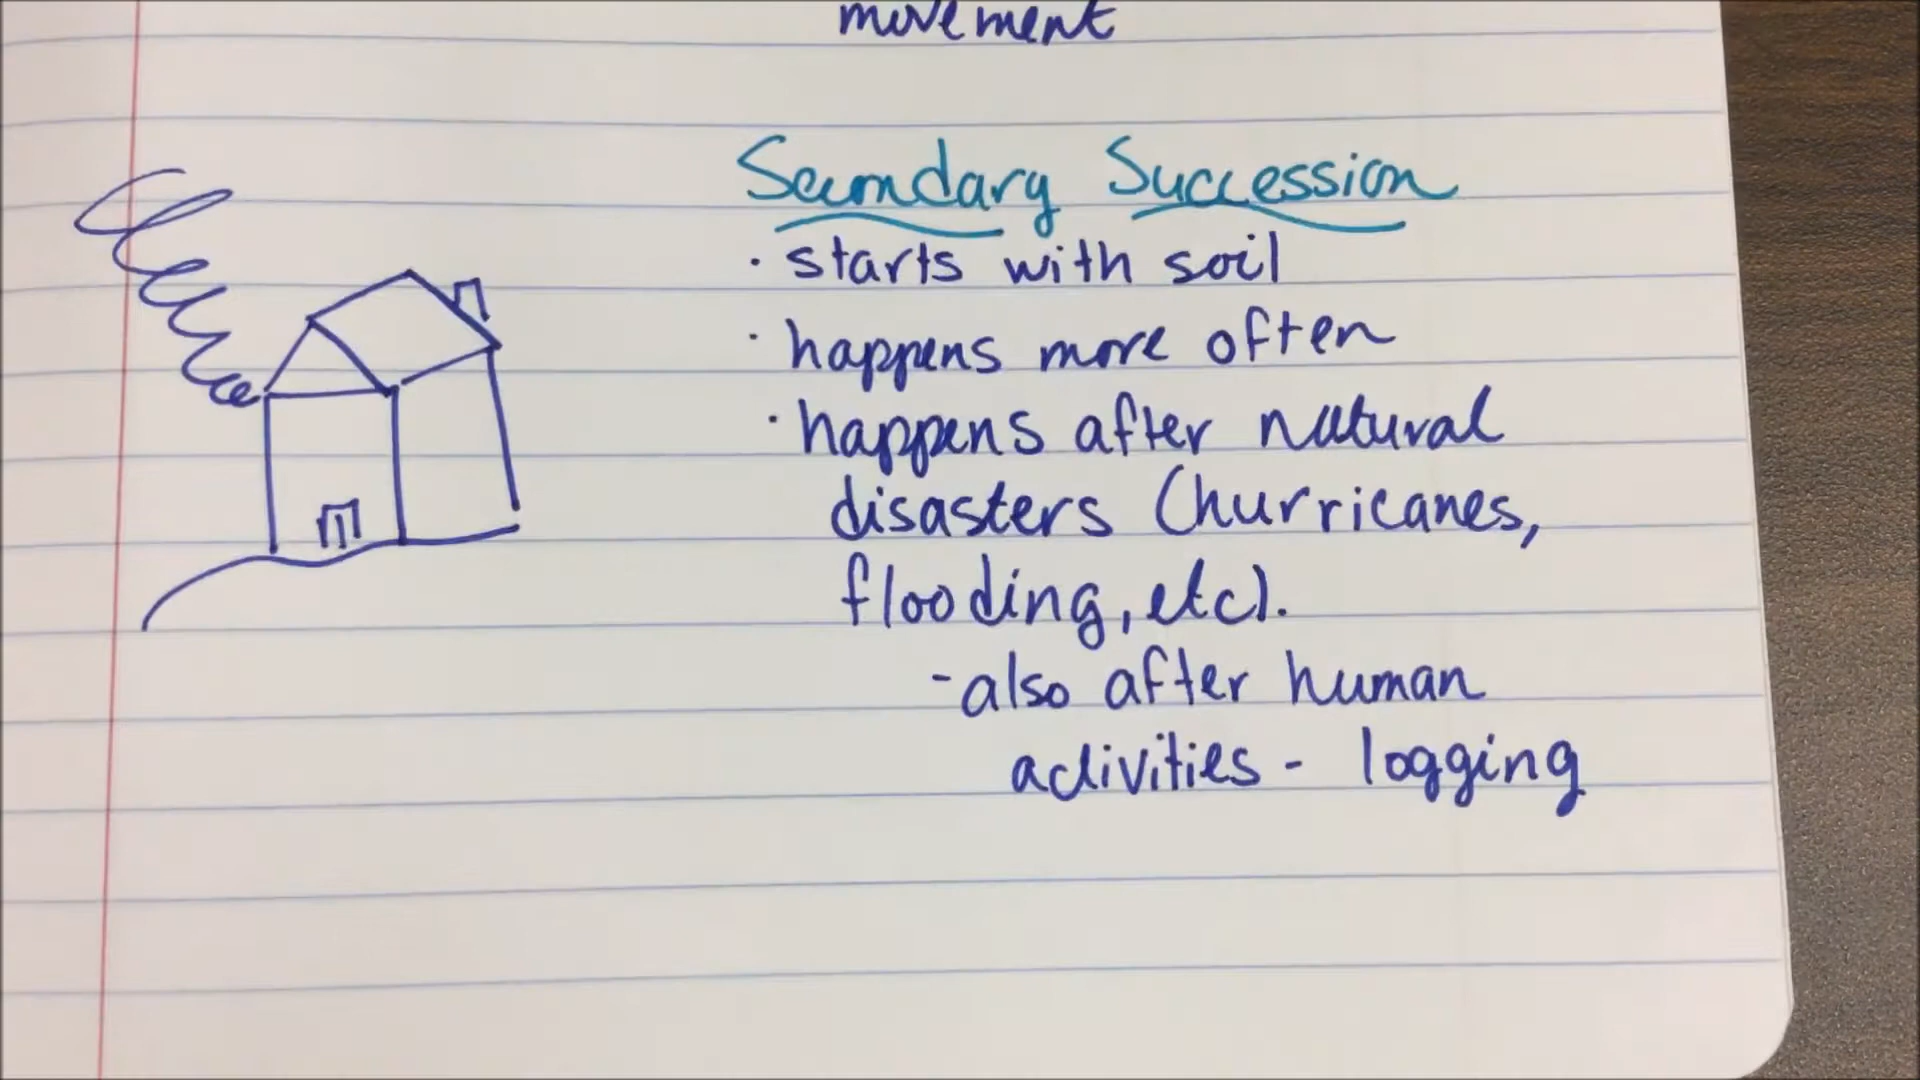 movement
Secondary Succession
· starts with soil
· happens more often
· happens after natural
disasters (hurricanes,
flooding, etc).
- also after human
activities - logging